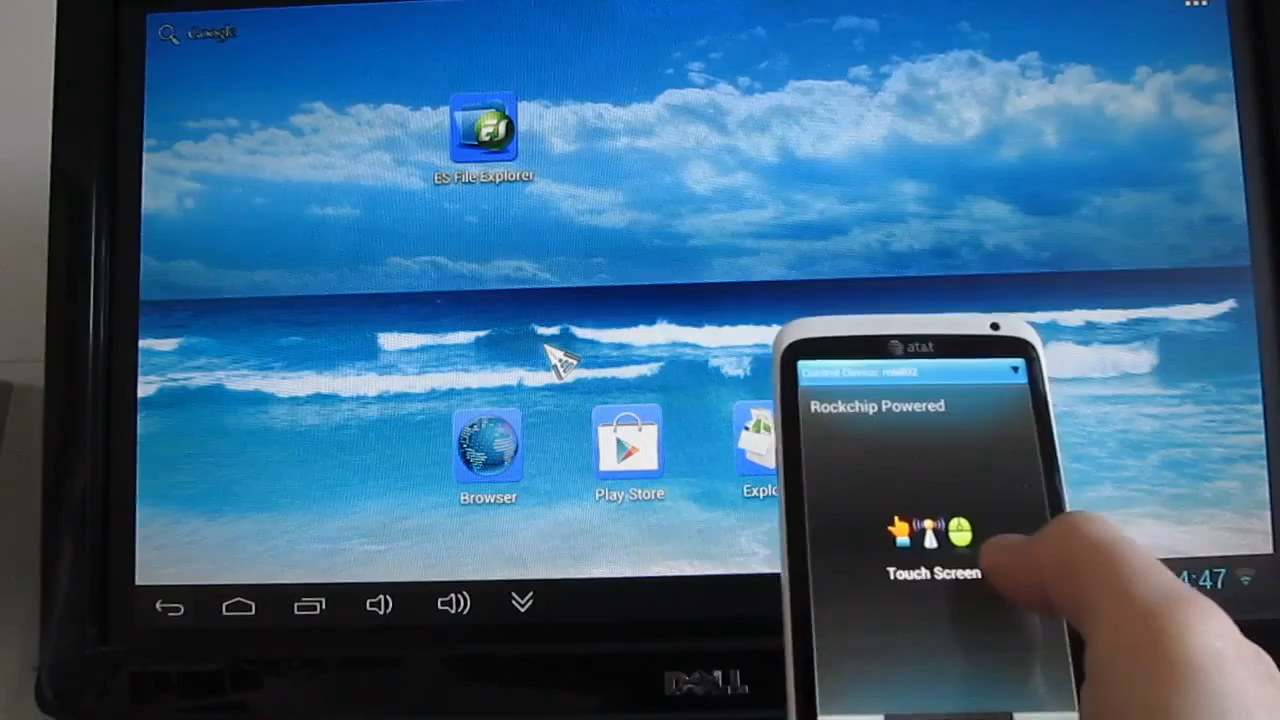 Google
ES File Explorer
at&t
Rockchip Powered
Browser
Play Store
Explo
Touch Screen
4:47
DELL